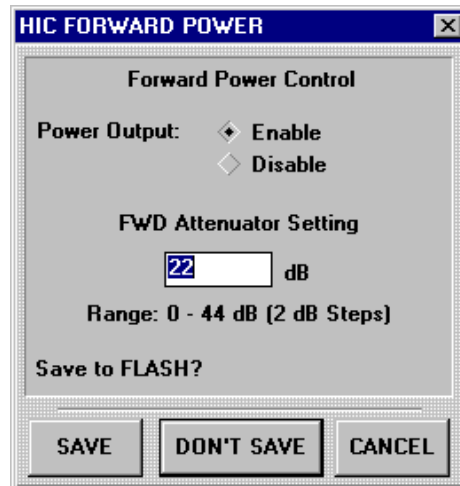 HIC FORWARD POWER
Forward Power Control
Power Output: Enable
Disable
FWD Attenuator Setting
22 dB
Range: 0 - 44 dB (2 dB Steps)
Save to FLASH?
SAVE DON'T SAVE CANCEL